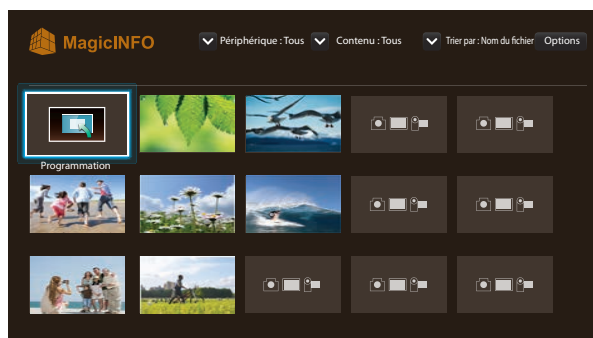 MagicINFO
Périphérique : Tous
Contenu : Tous
Trier par : Nom du fichier
Options
Programmation